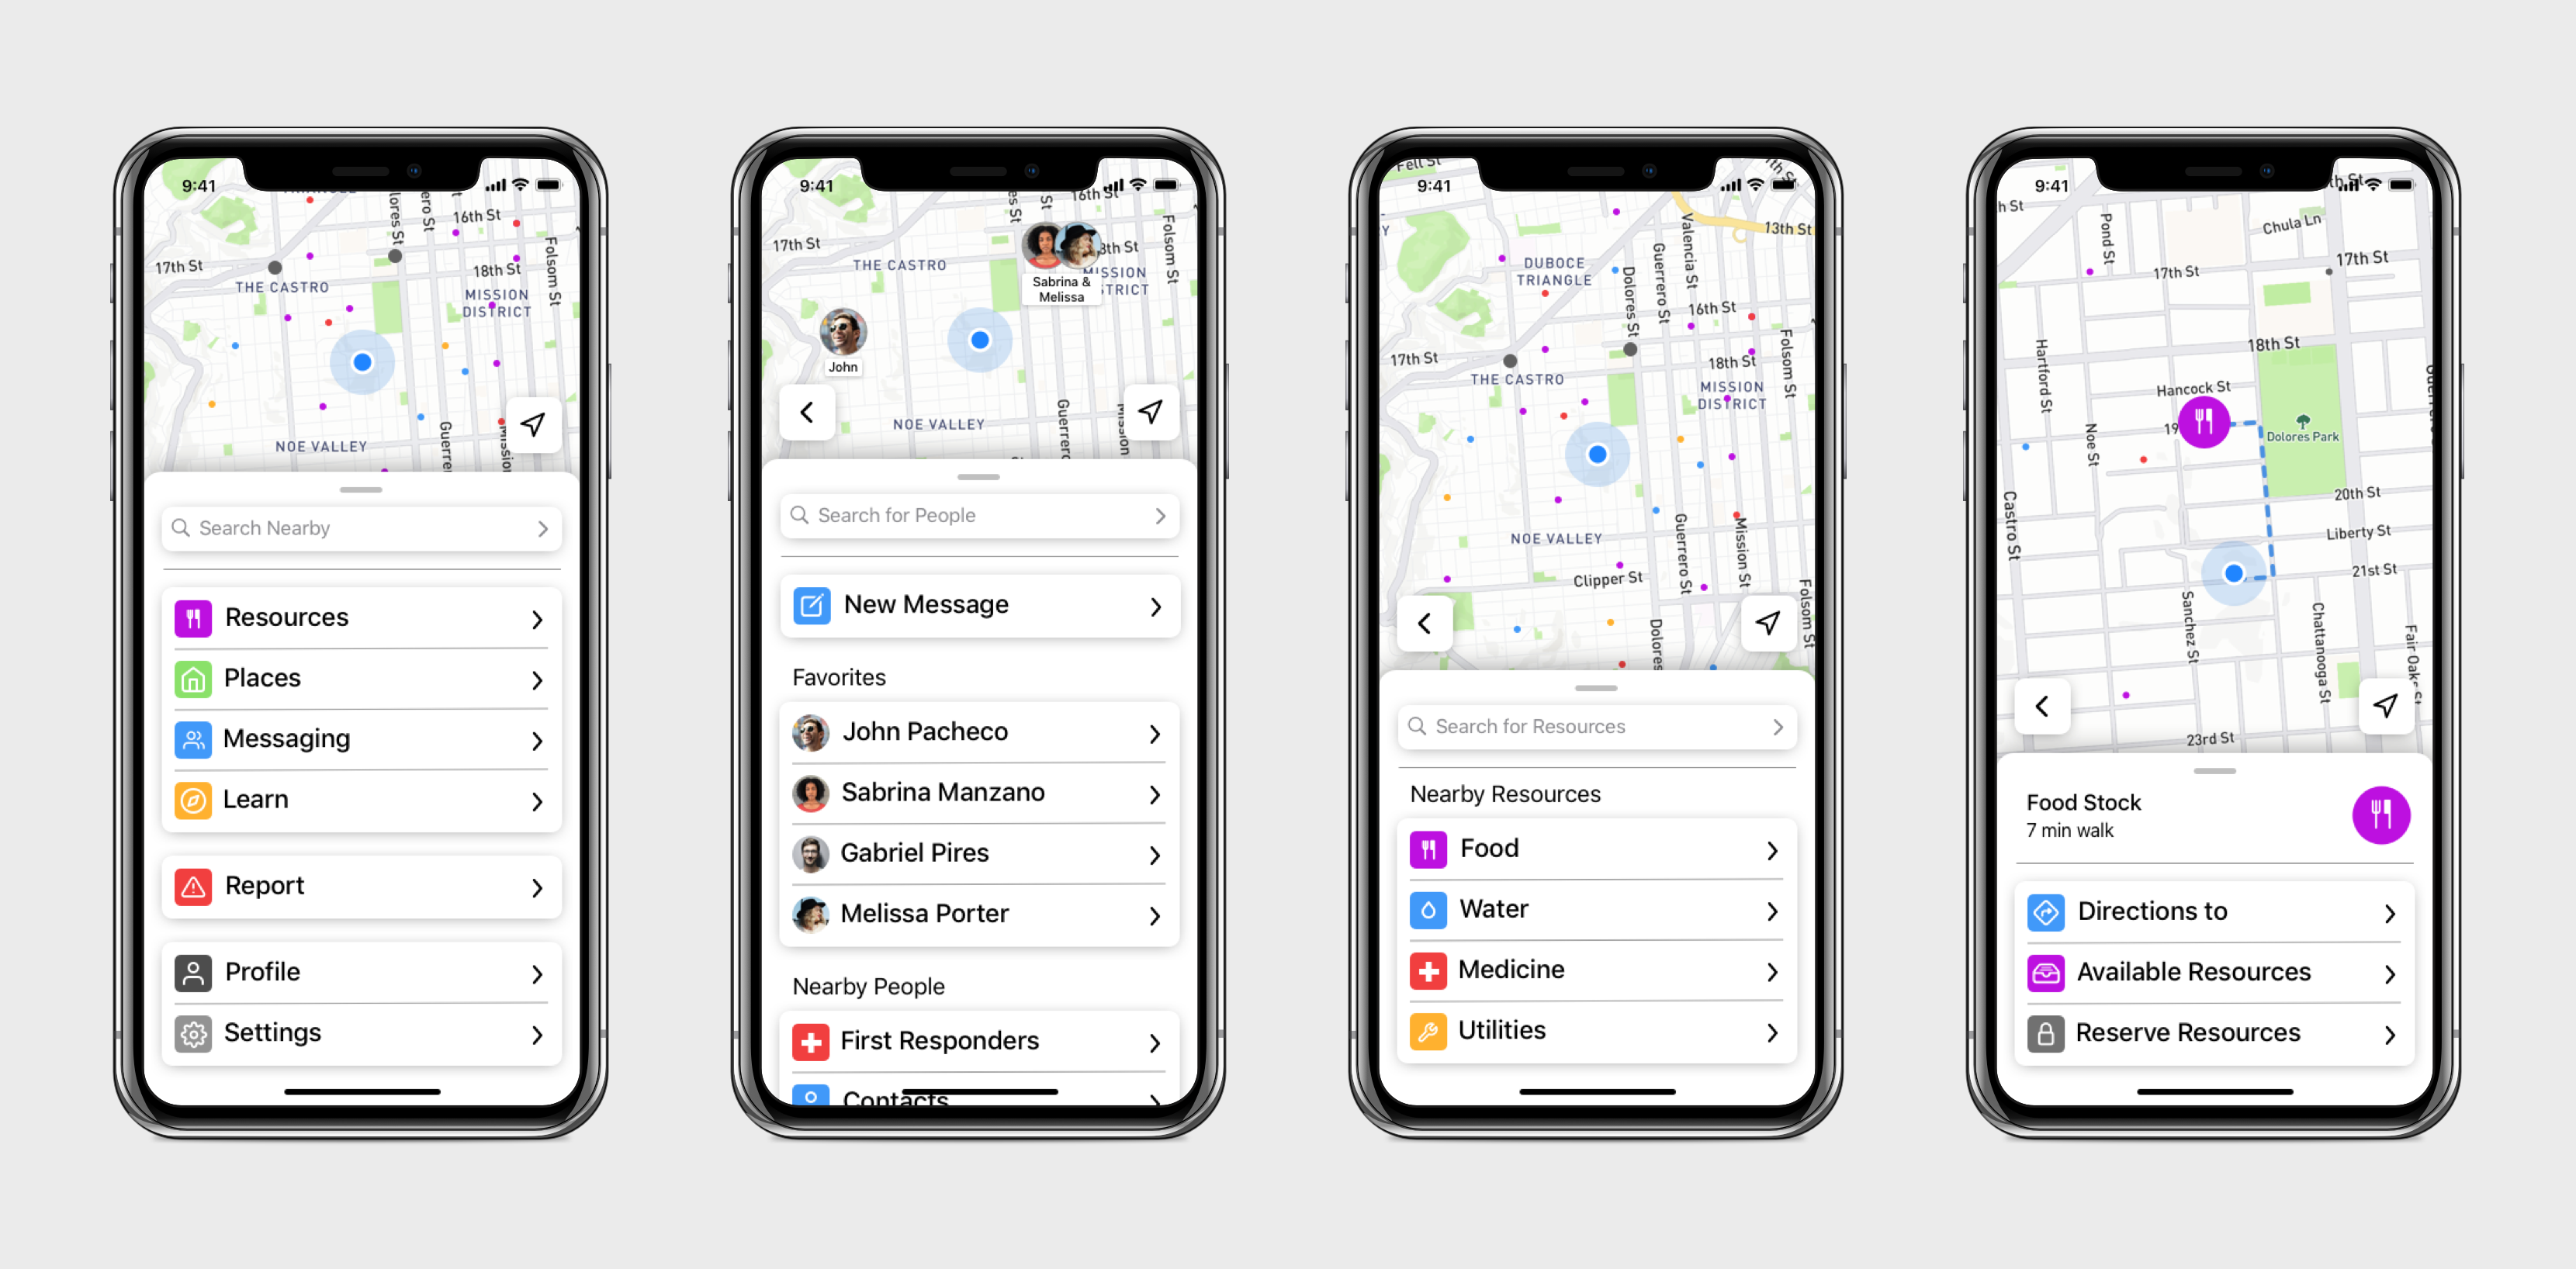 9:41
16th St
17th St
18th St
Folsom St
THE CASTRO
MISSION
DISTRICT
NOE VALLEY
Search Nearby
Resources
Places
Messaging
Learn
Report
Profile
Settings
9:41
16th St
17th St
Folsom St
THE CASTRO
Sabrina &
Melissa
John
NOE VALLEY
Mission
Search for People
New Message
Favorites
John Pacheco
Sabrina Manzano
Gabriel Pires
Melissa Porter
Nearby People
First Responders
Contacts
Fell St
9:41
13th St
Valencia St
DUBOCE
TRIANGLE
Dolores St
Guerrero St
16th St
17th St
18th St
Folsom St
THE CASTRO
MISSION
DISTRICT
NOE VALLEY
Guerrero St
Mission St
Clipper St
Folsom St
Dolores
Search for Resources
Nearby Resources
Food
Water
Medicine
Utilities
9:41
Pond St
Chula Ln
17th St
17th St
18th St
Hartford St
Hancock St
Dolores Park
Noe St
20th St
Castro St
Liberty St
21st St
Sanchez St
Chattanooga St
Fair Oaks St
23rd St
Food Stock
7 min walk
Directions to
Available Resources
Reserve Resources